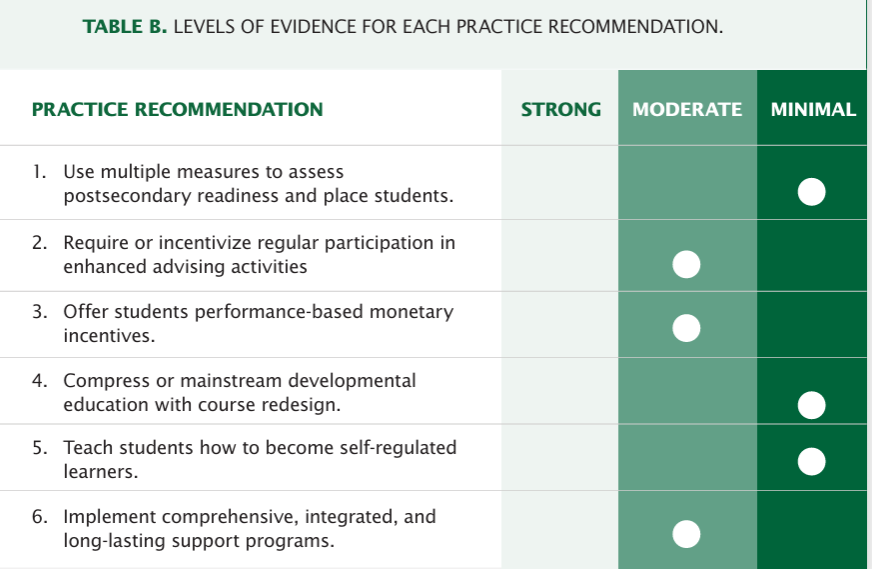 TABLE B. LEVELS OF EVIDENCE FOR EACH PRACTICE RECOMMENDATION.
PRACTICE RECOMMENDATION STRONG MODERATE MINIMAL
1. Use multiple measures to assess
postsecondary readiness and place students.
2. Require or incentivize regular participation in
enhanced advising activities
3. Offer students performance-based monetary
incentives.
4. Compress or mainstream developmental
education with course redesign.
5. Teach students how to become self-regulated
learners.
6. Implement comprehensive, integrated, and
long-lasting support programs.